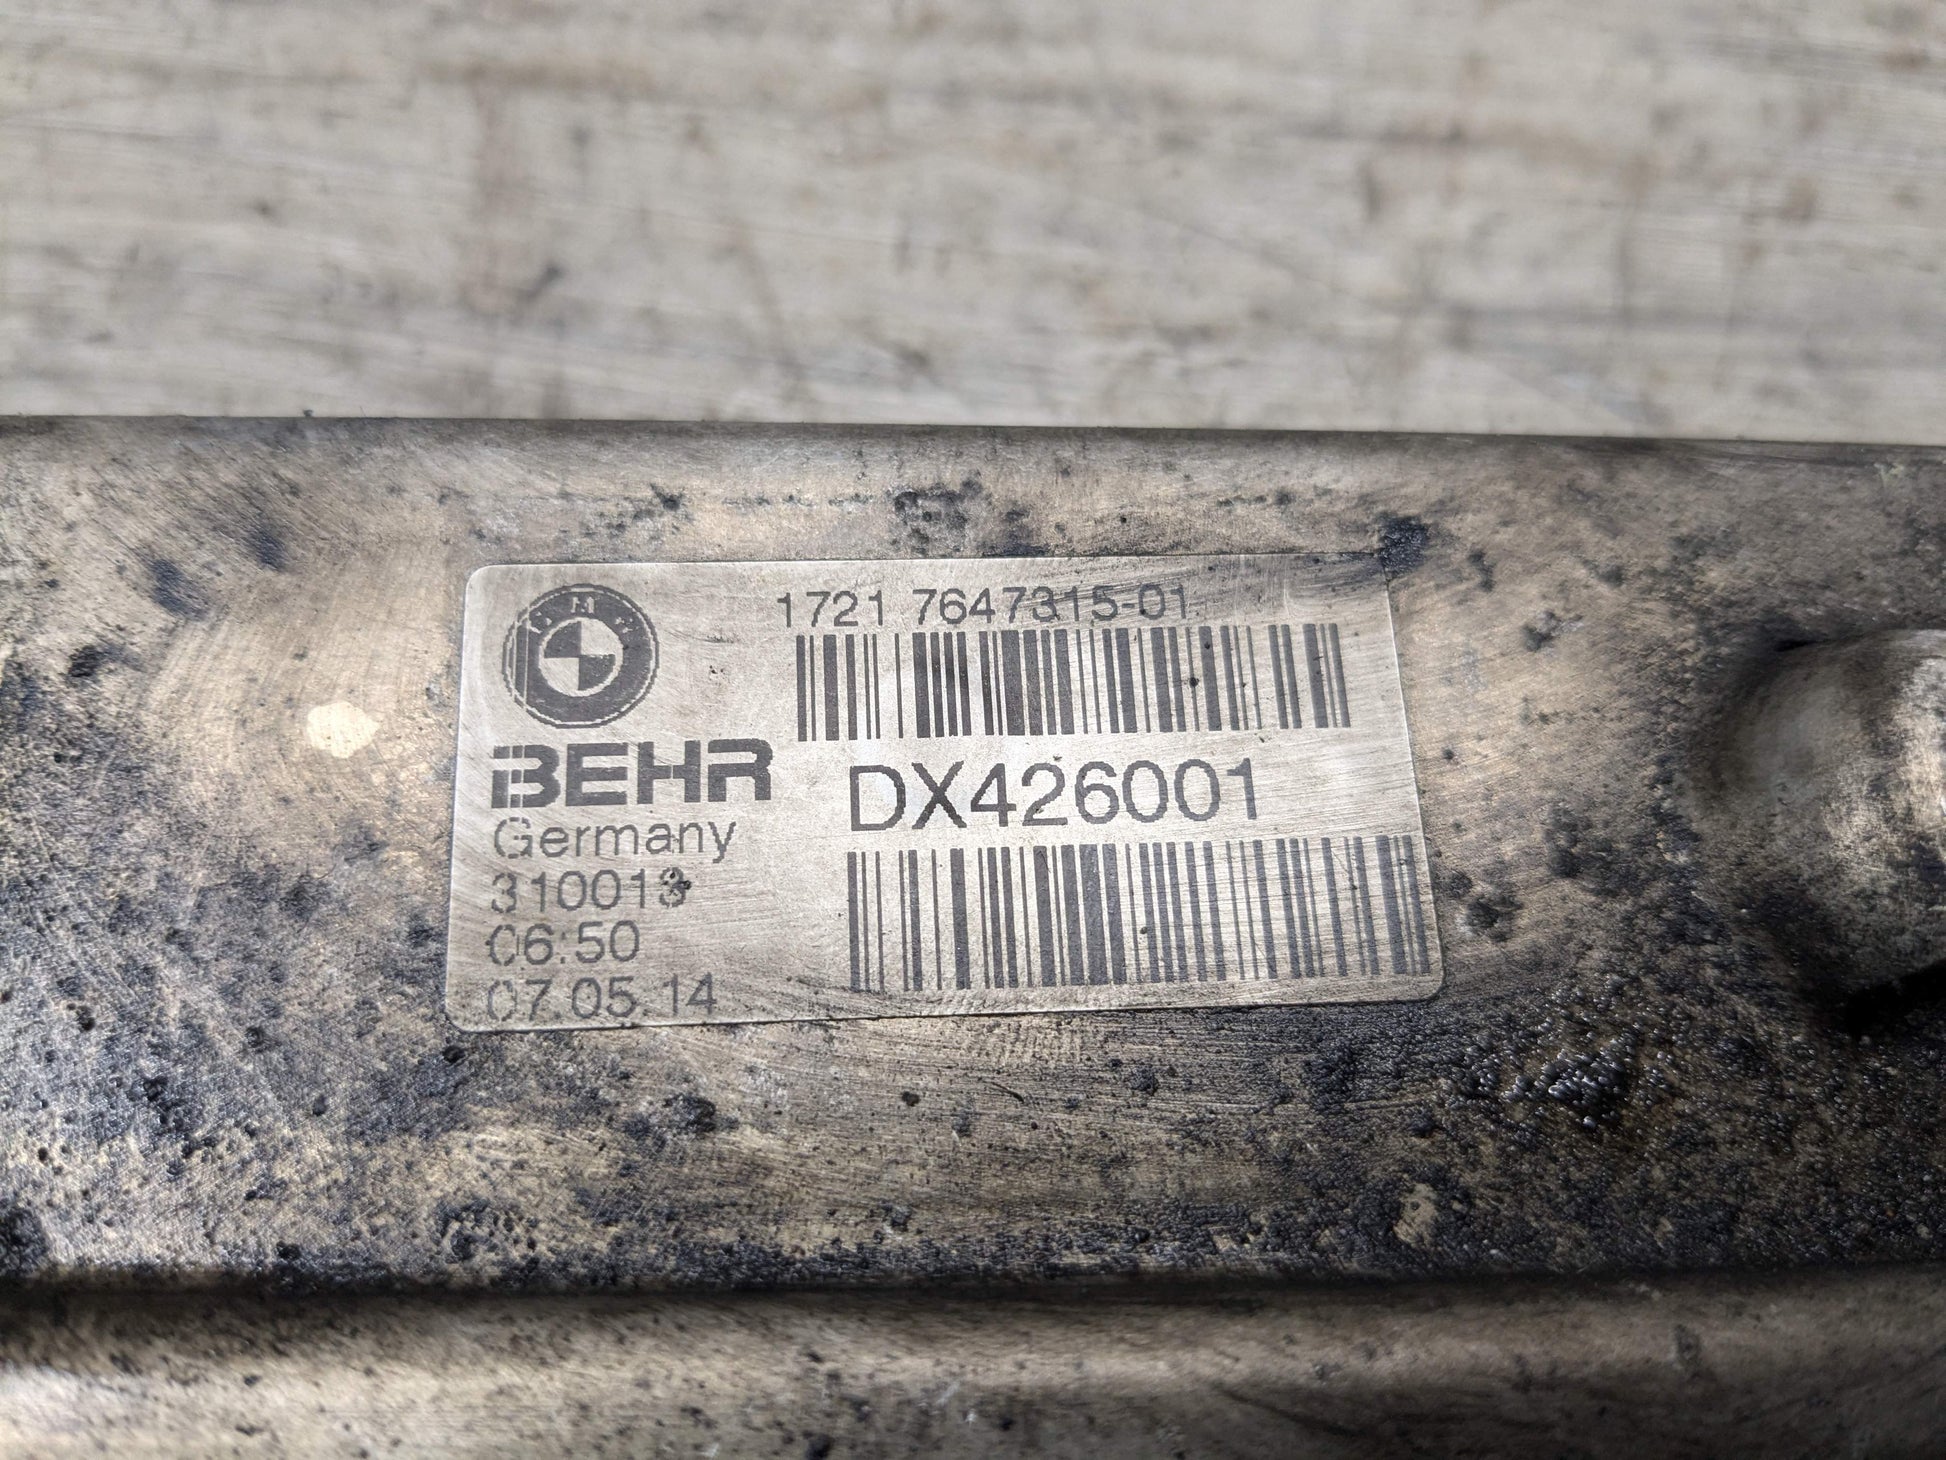 1721 7647315-01
BEHR
DX426001
Germany
310013
06:50
07.05.14